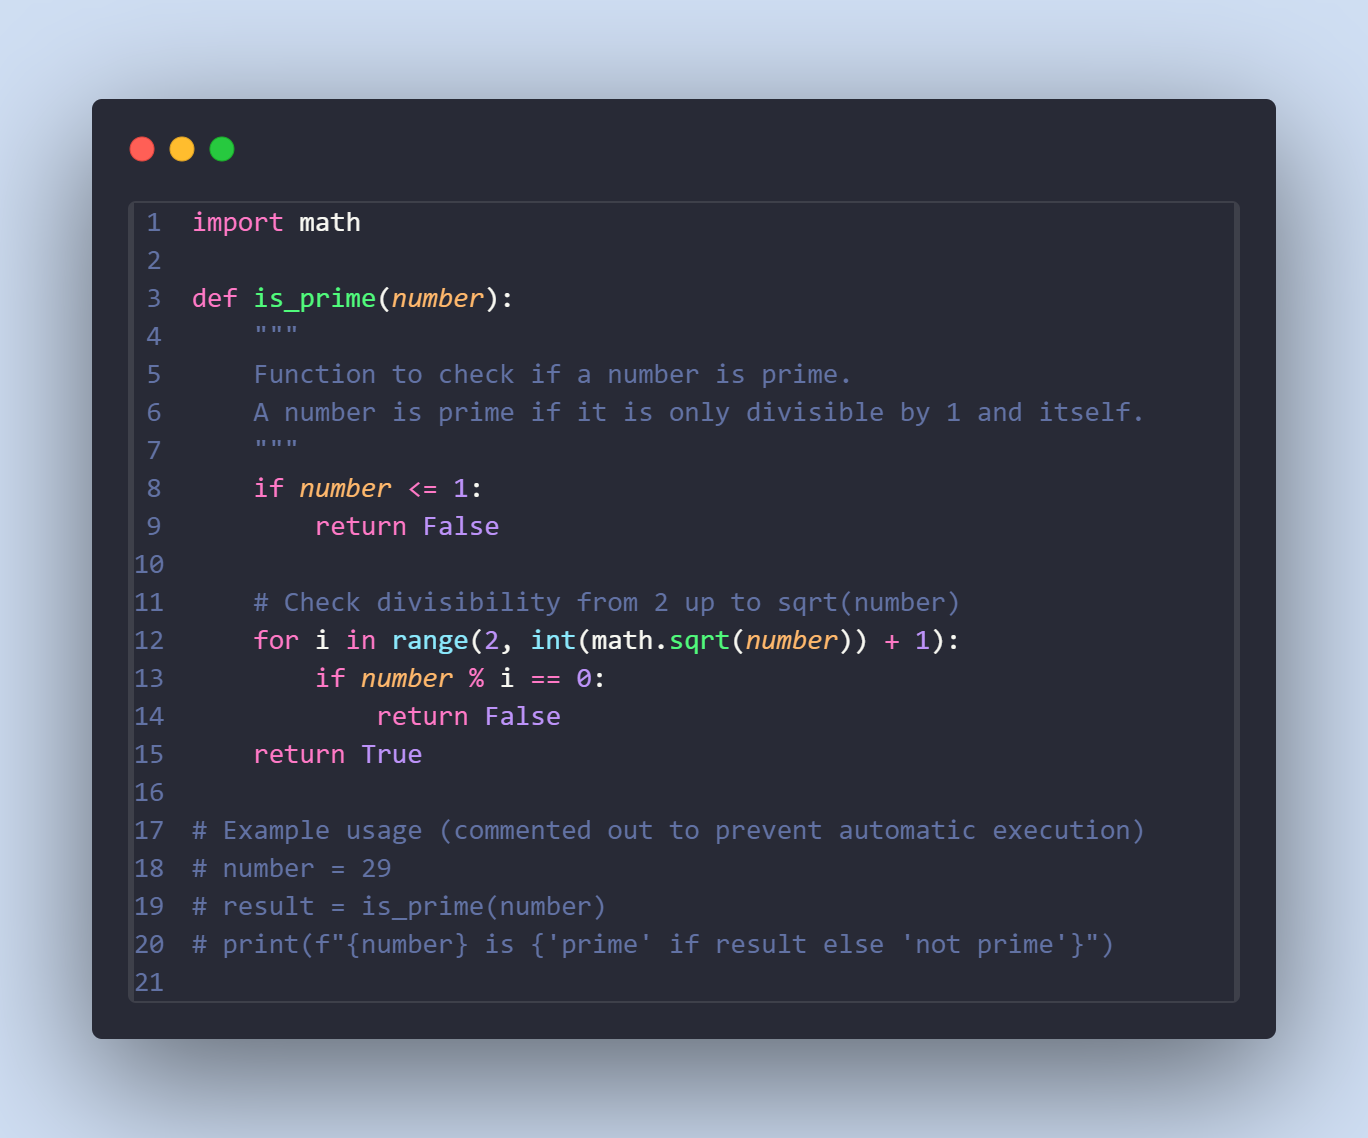 1 import math
2
3 def is_prime(number):
4     """
5     Function to check if a number is prime.
6     A number is prime if it is only divisible by 1 and itself.
7     """
8     if number <= 1:
9         return False
10
11     # Check divisibility from 2 up to sqrt(number)
12     for i in range(2, int(math.sqrt(number)) + 1):
13         if number % i == 0:
14             return False
15     return True
16
17 # Example usage (commented out to prevent automatic execution)
18 # number = 29
19 # result = is_prime(number)
20 # print(f"{number} is {'prime' if result else 'not prime'}")
21